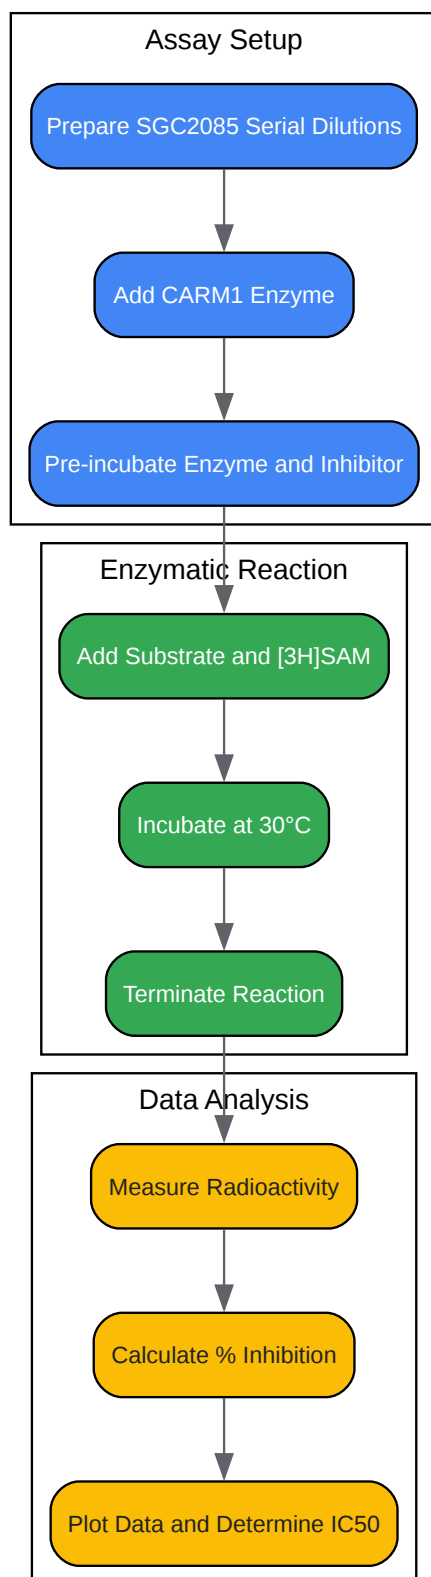 Assay Setup
Prepare SGC2085 Serial Dilutions
Add CARM1 Enzyme
Pre-incubate Enzyme and Inhibitor
Enzymatic Reaction
Add Substrate and [3H]SAM
Incubate at 30°C
Terminate Reaction
Data Analysis
Measure Radioactivity
Calculate % Inhibition
Plot Data and Determine IC50